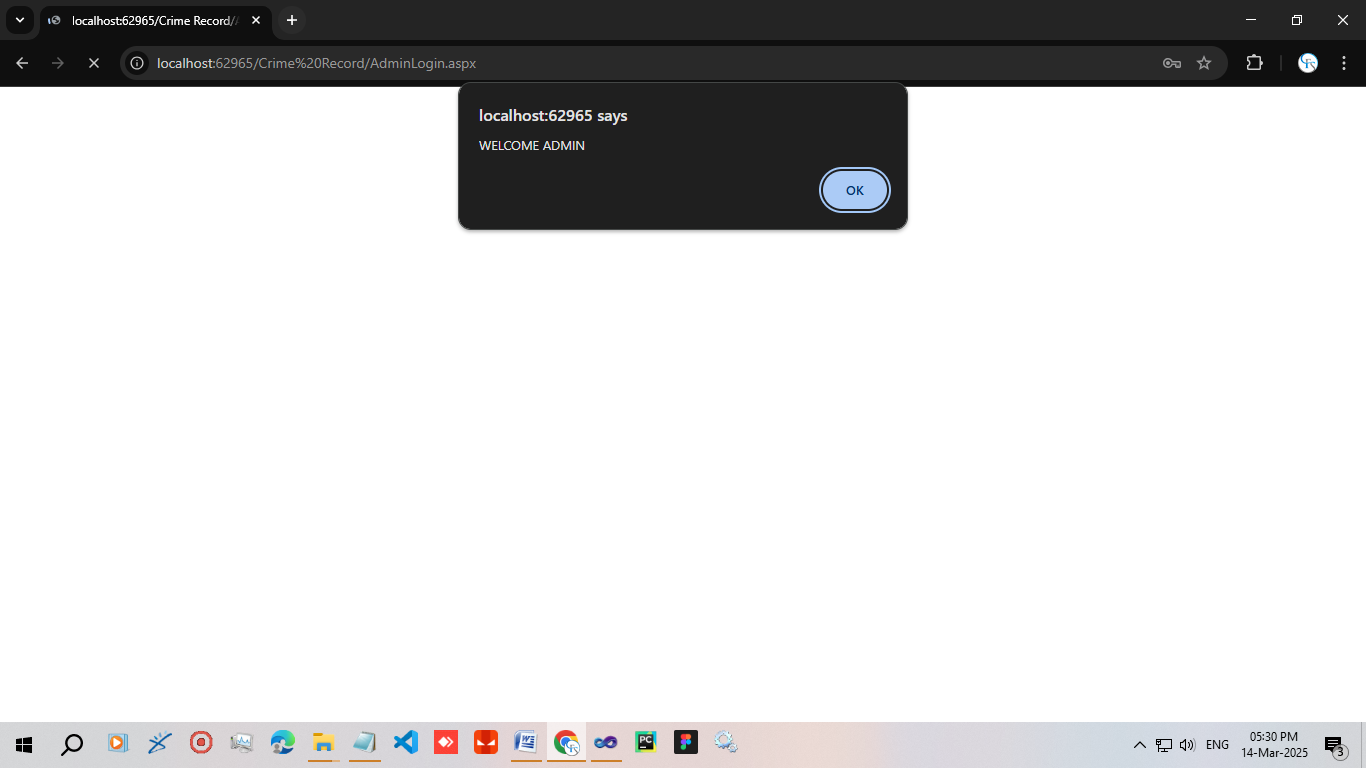 localhost:62965/Crime Record/A
localhost:62965/Crime%20Record/AdminLogin.aspx
localhost:62965 says
WELCOME ADMIN
OK
PC
ENG
05:30 PM
14-Mar-2025
3